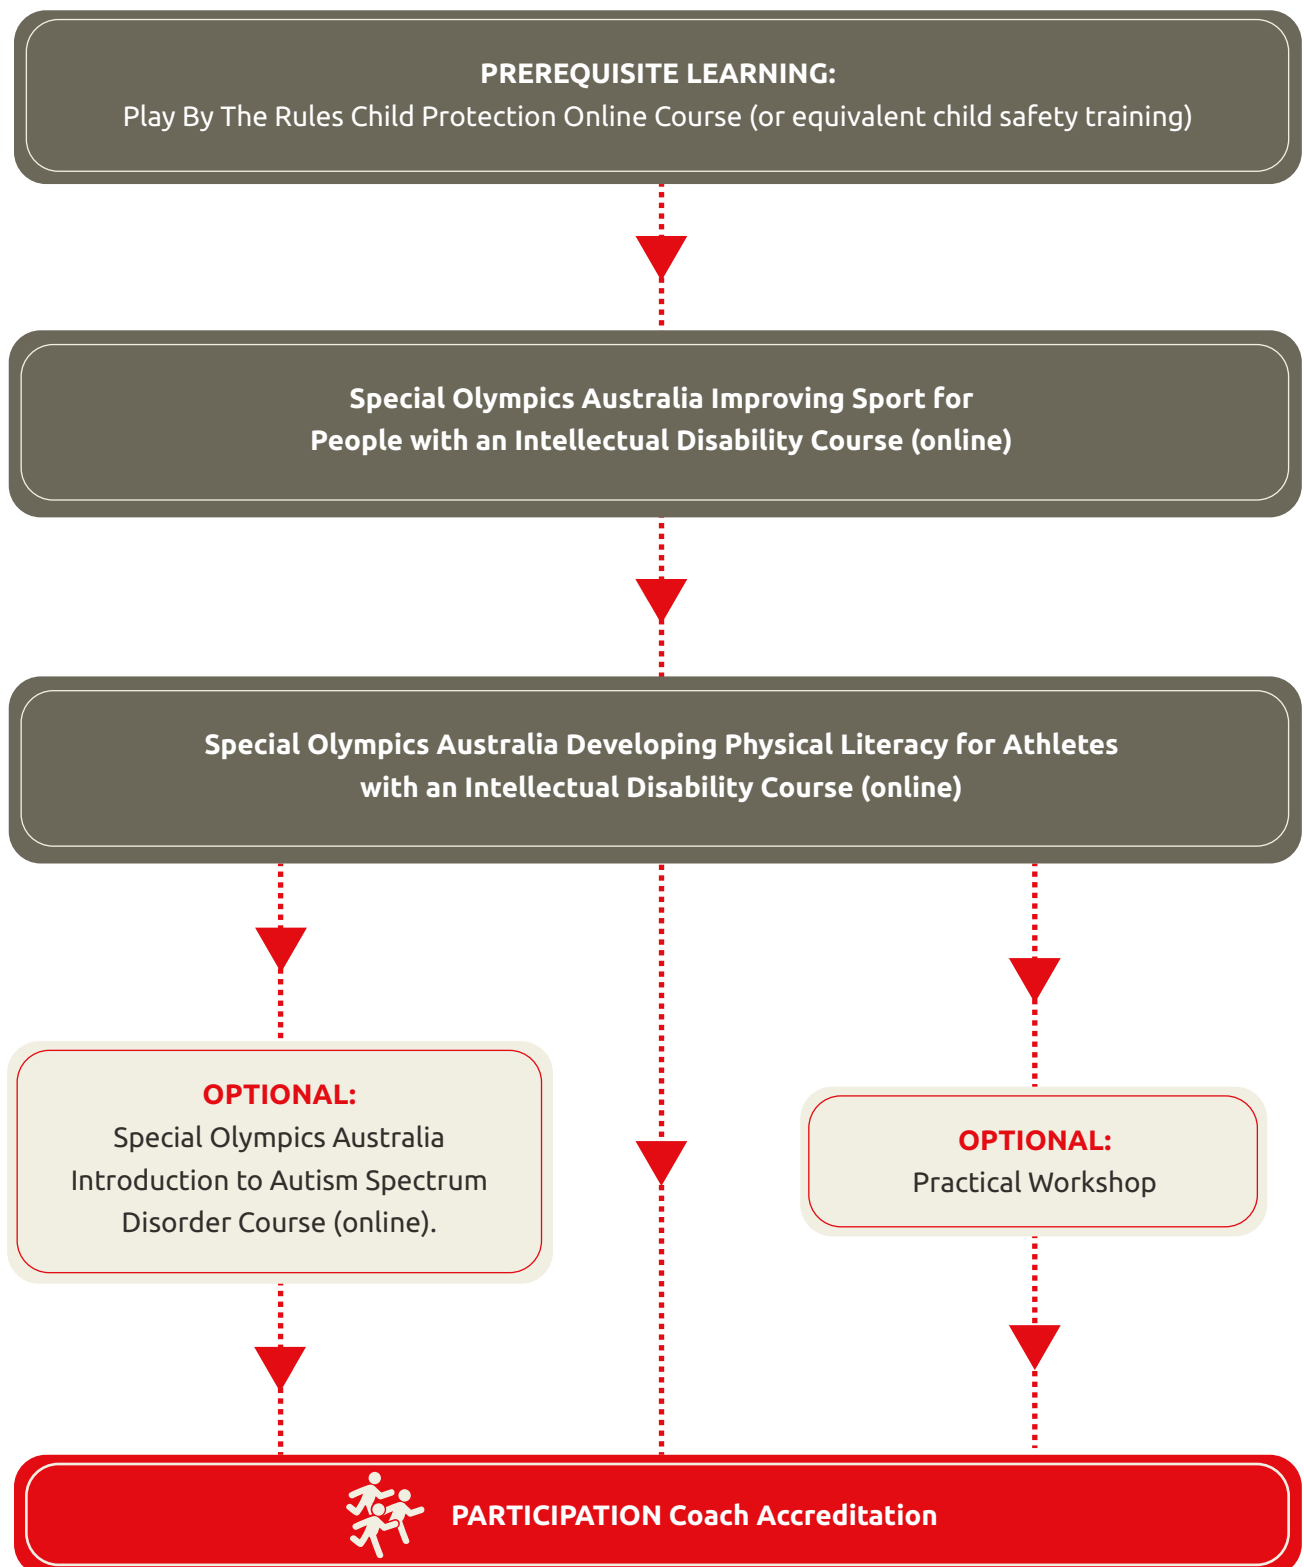 PREREQUISITE LEARNING:
Play By The Rules Child Protection Online Course (or equivalent child safety training)
Special Olympics Australia Improving Sport for
People with an Intellectual Disability Course (online)
Special Olympics Australia Developing Physical Literacy for Athletes
with an Intellectual Disability Course (online)
OPTIONAL:
Special Olympics Australia
Introduction to Autism Spectrum
Disorder Course (online).
OPTIONAL:
Practical Workshop
PARTICIPATION Coach Accreditation